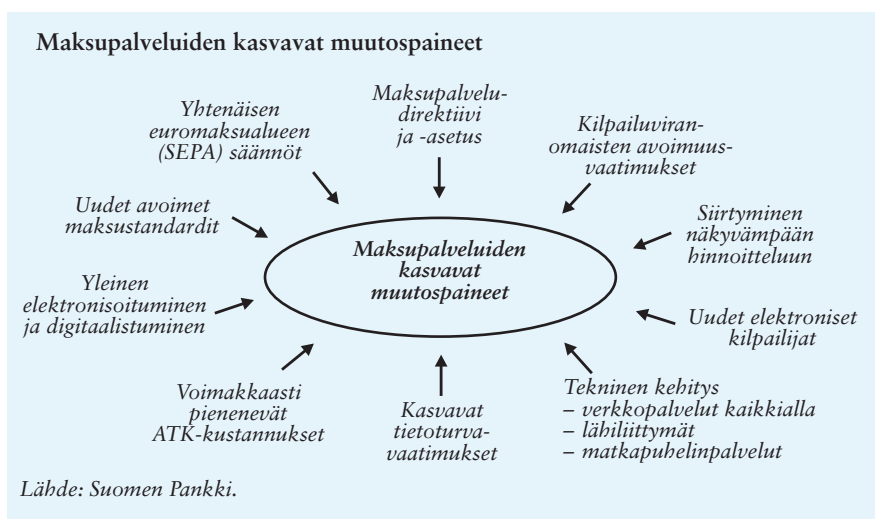 Maksupalveluiden kasvavat muutospaineet
Maksupalvelu-
direktiivi
ja -asetus
Yhtenäisen
euromaksualueen
(SEPA) säännöt
Kilpailuviran-
omaisten avoimuus-
vaatimukset
Uudet avoimet
maksustandardit
Siirtyminen
näkyvämpään
hinnoitteluun
Maksupalveluiden
kasvavat
muutospaineet
Yleinen
elektronisoituminen
ja digitaalistuminen
Uudet elektroniset
kilpailijat
Voimakkaasti
pienenevät
ATK-kustannukset
Kasvavat
tietoturva-
vaatimukset
Tekninen kehitys
– verkkopalvelut kaikkialla
– lähiliittymät
– matkapuhelinpalvelut
Lähde: Suomen Pankki.